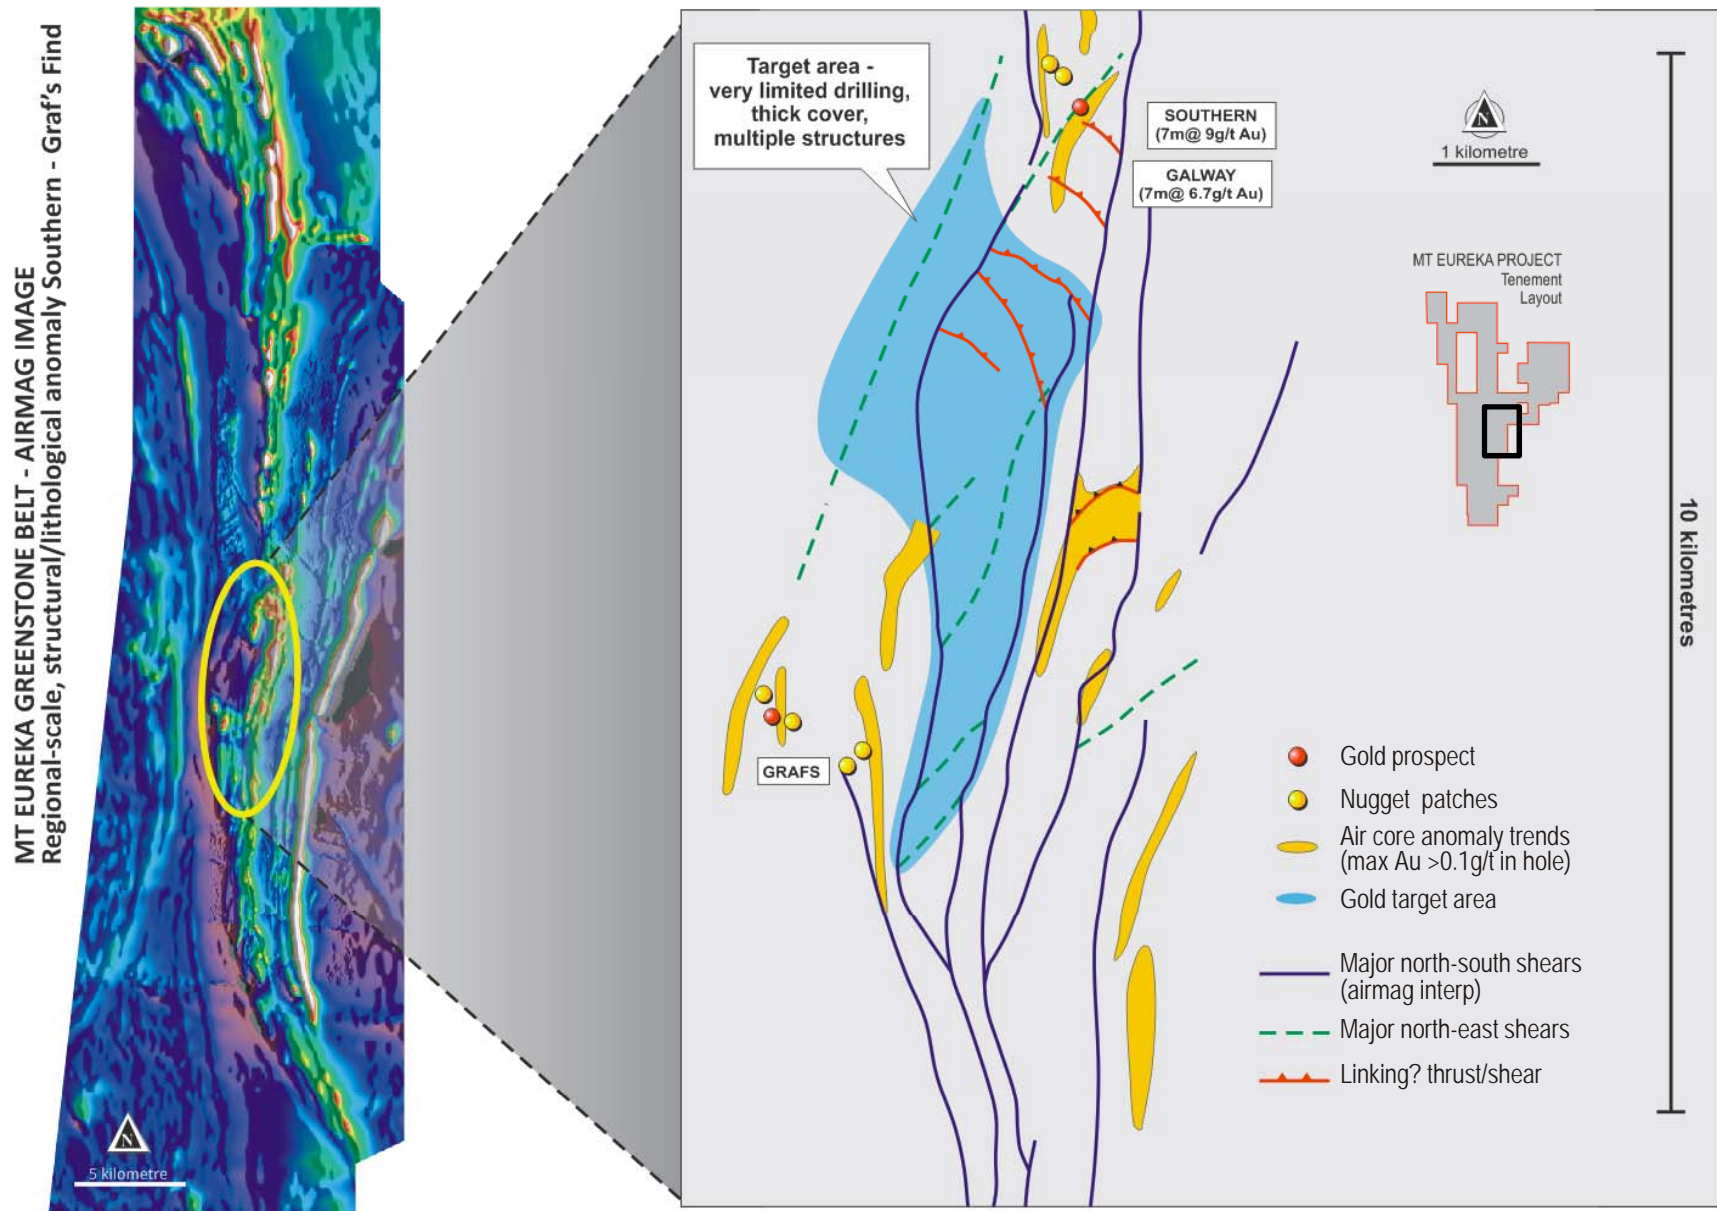 MT EUREKA GREENSTONE BELT - AIRMAG IMAGE
Regional-scale, structural/lithological anomaly Southern - Graf's Find
N
5 kilometre
Target area -
very limited drilling,
thick cover,
multiple structures
SOUTHERN
(7m@ 9g/t Au)
GALWAY
(7m@ 6.7g/t Au)
N
1 kilometre
MT EUREKA PROJECT
Tenement
Layout
10 kilometres
GRAFS
Gold prospect
Nugget patches
Air core anomaly trends
(max Au >0.1g/t in hole)
Gold target area
Major north-south shears
(airmag interp)
Major north-east shears
Linking? thrust/shear